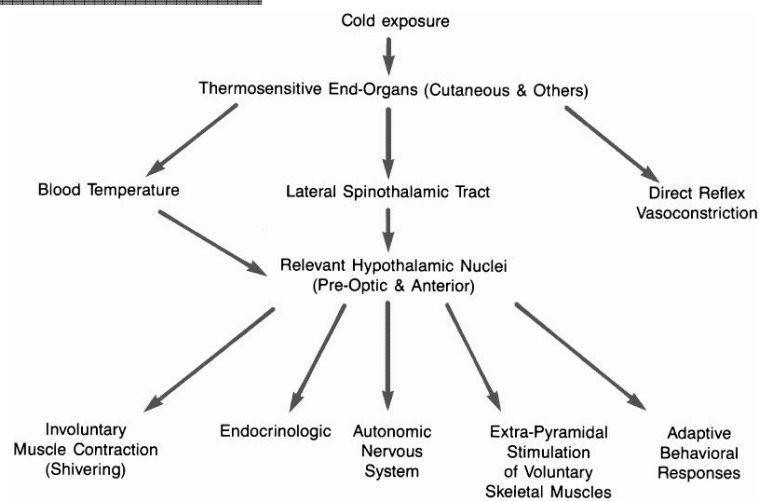 Cold exposure
Thermosensitive End-Organs (Cutaneous & Others)
Blood Temperature
Lateral Spinothalamic Tract
Direct Reflex
Vasoconstriction
Relevant Hypothalamic Nuclei
(Pre-Optic & Anterior)
Involuntary
Muscle Contraction
(Shivering)
Endocrinologic
Autonomic
Nervous
System
Extra-Pyramidal
Stimulation
of Voluntary
Skeletal Muscles
Adaptive
Behavioral
Responses